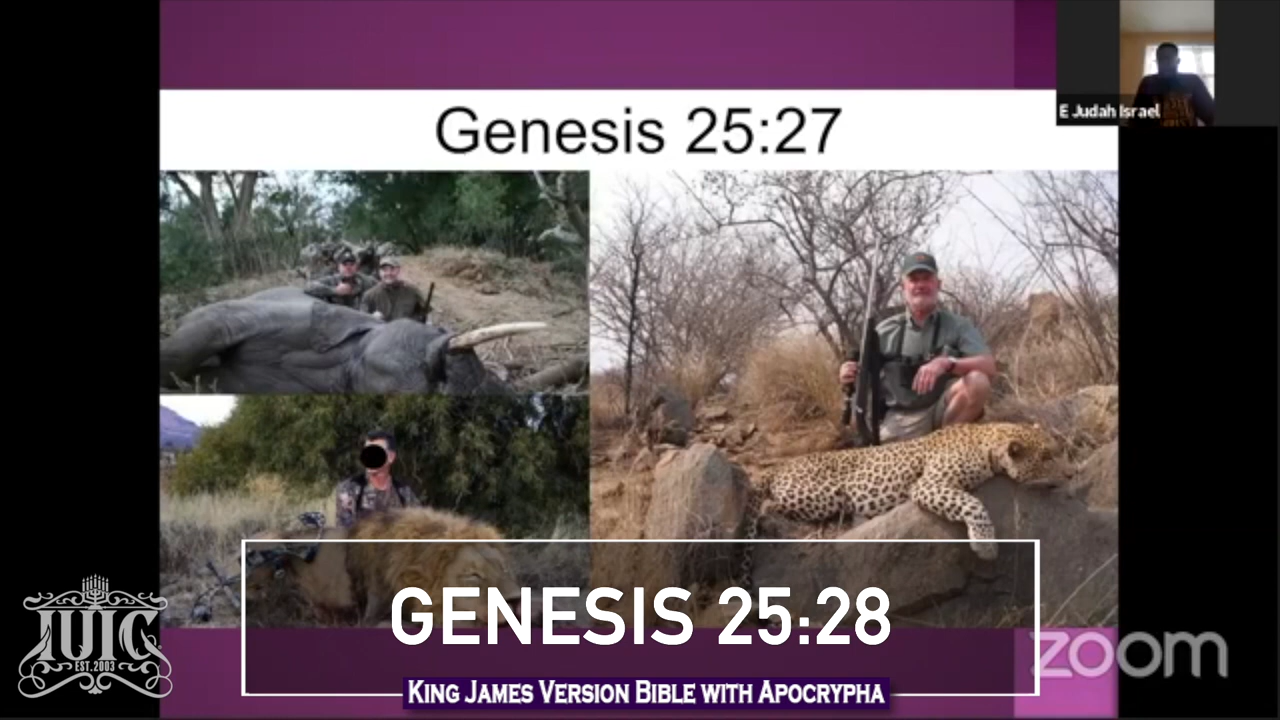 Genesis 25:27
E Judah Israel
GENESIS 25:28
KING JAMES VERSION BIBLE WITH APOCRYPHA
IUIC
EST. 2003
zoom